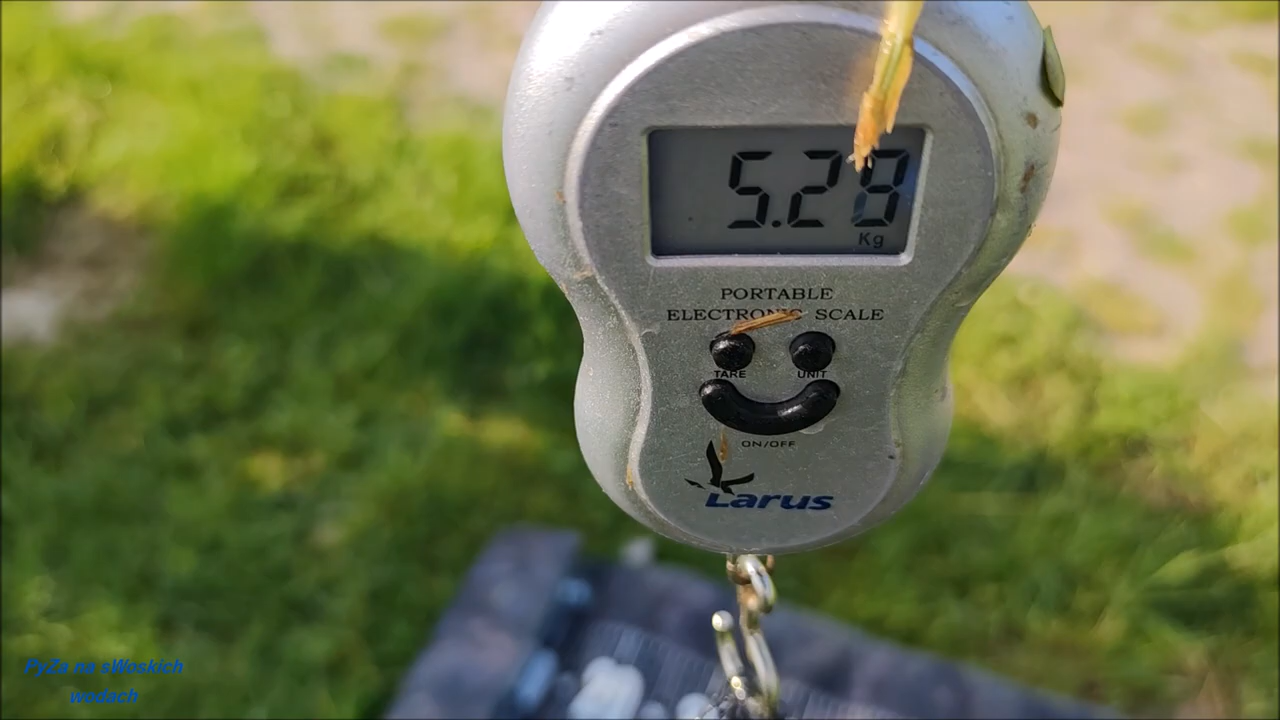 5.28
Kg
PORTABLE
ELECTRONIC SCALE
TARE UNIT
ON/OFF
Larus
PyZa na sWoskich
wodach